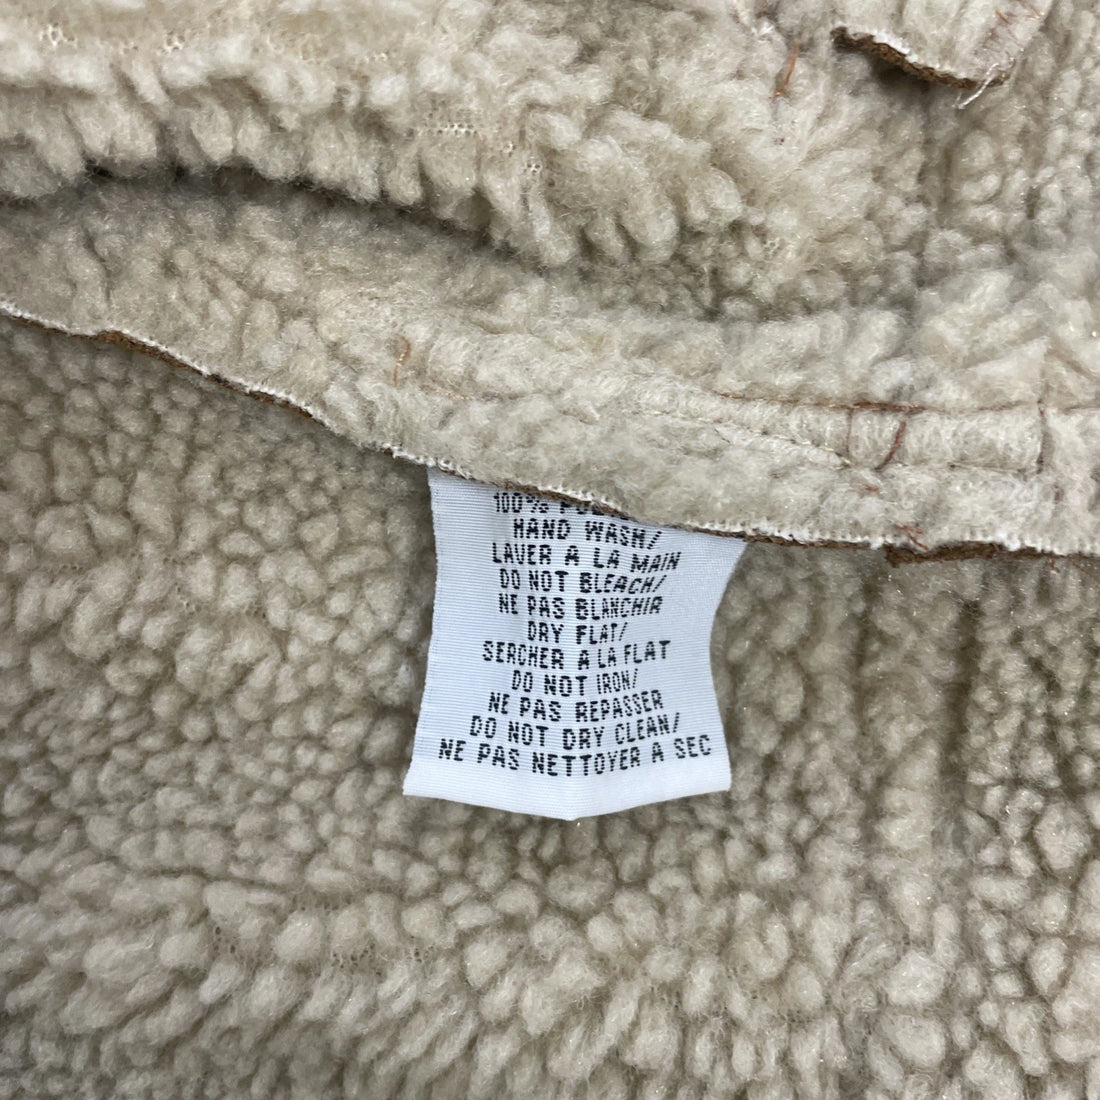 100%
HAND WASH/
LAVER A LA MAIN
DO NOT BLEACH/
NE PAS BLANCHIR
DRY FLAT/
SERCHER A LA FLAT
DO NOT IRON/
NE PAS REPASSER
DO NOT DRY CLEAN/
NE PAS NETTOYER A SEC